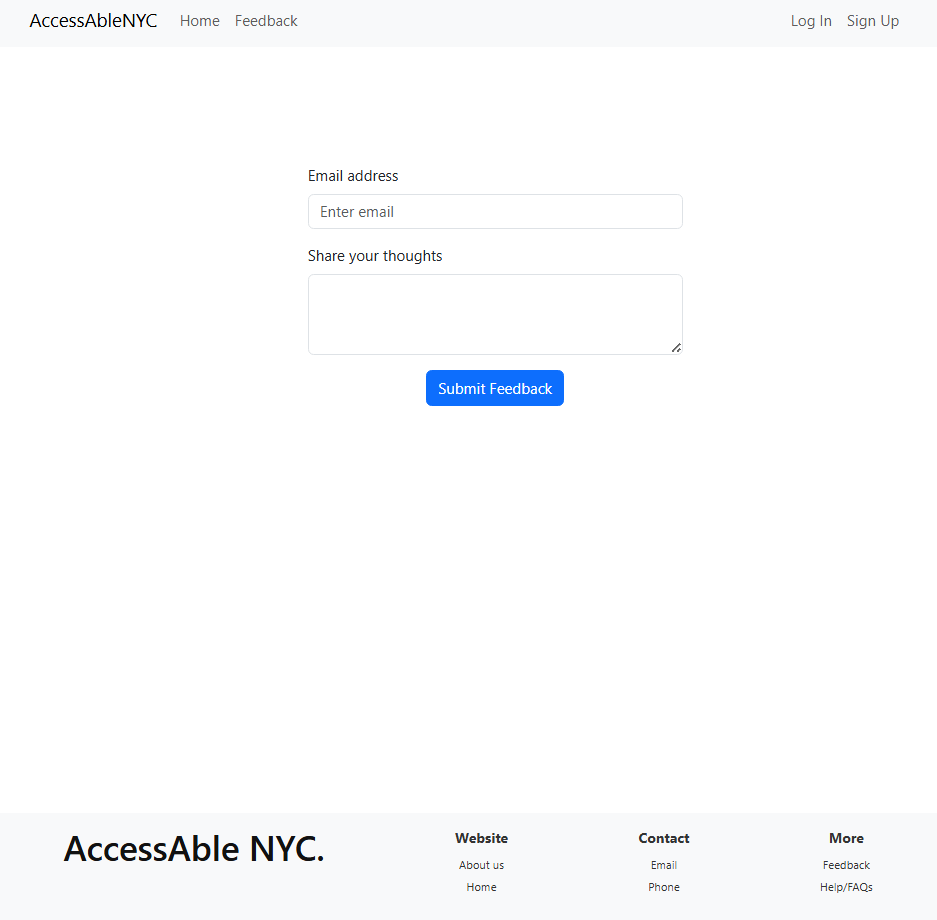 AccessAbleNYC Home Feedback Log In Sign Up
Email address
Enter email
Share your thoughts
Submit Feedback
AccessAble NYC.
Website
About us
Home
Contact
Email
Phone
More
Feedback
Help/FAQs